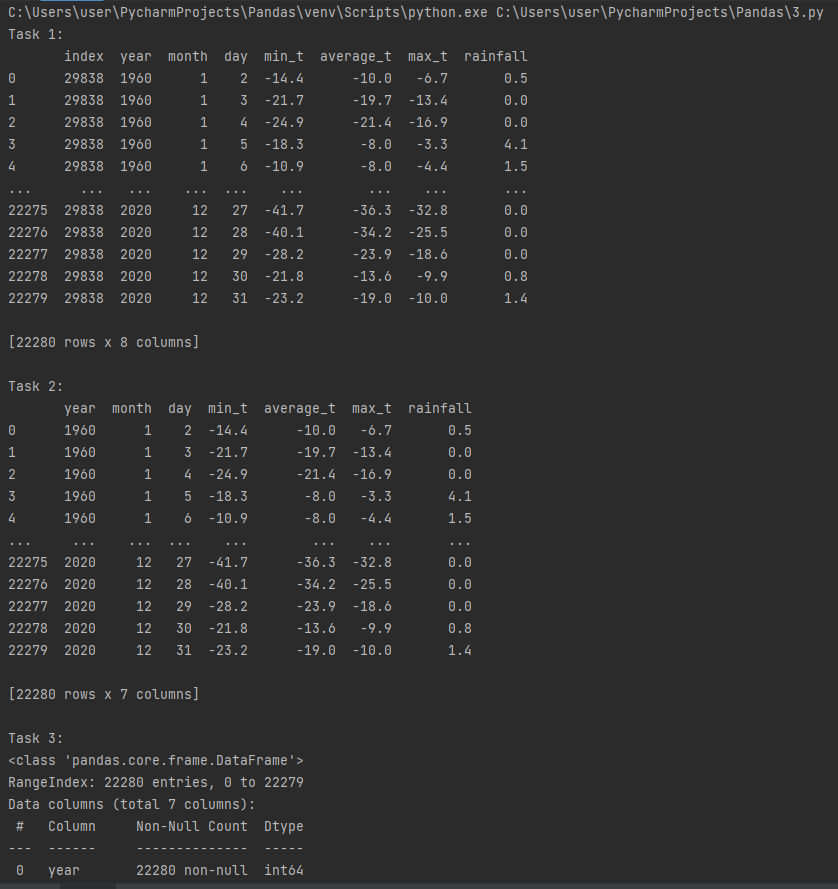 C:\Users\user\PycharmProjects\Pandas\venv\Scripts\python.exe C:\Users\user\PycharmProjects\Pandas\3.py
Task 1:
       index  year  month  day  min_t  average_t  max_t  rainfall
0      29838  1960      1    2  -14.4      -10.0   -6.7       0.5
1      29838  1960      1    3  -21.7      -19.7  -13.4       0.0
2      29838  1960      1    4  -24.9      -21.4  -16.9       0.0
3      29838  1960      1    5  -18.3       -8.0   -3.3       4.1
4      29838  1960      1    6  -10.9       -8.0   -4.4       1.5
...      ...   ...    ...  ...    ...        ...    ...       ...
22275  29838  2020     12   27  -41.7      -36.3  -32.8       0.0
22276  29838  2020     12   28  -40.1      -34.2  -25.5       0.0
22277  29838  2020     12   29  -28.2      -23.9  -18.6       0.0
22278  29838  2020     12   30  -21.8      -13.6   -9.9       0.8
22279  29838  2020     12   31  -23.2      -19.0  -10.0       1.4
[22280 rows x 8 columns]
Task 2:
       year  month  day  min_t  average_t  max_t  rainfall
0      1960      1    2  -14.4      -10.0   -6.7       0.5
1      1960      1    3  -21.7      -19.7  -13.4       0.0
2      1960      1    4  -24.9      -21.4  -16.9       0.0
3      1960      1    5  -18.3       -8.0   -3.3       4.1
4      1960      1    6  -10.9       -8.0   -4.4       1.5
...     ...    ...  ...    ...        ...    ...       ...
22275  2020     12   27  -41.7      -36.3  -32.8       0.0
22276  2020     12   28  -40.1      -34.2  -25.5       0.0
22277  2020     12   29  -28.2      -23.9  -18.6       0.0
22278  2020     12   30  -21.8      -13.6   -9.9       0.8
22279  2020     12   31  -23.2      -19.0  -10.0       1.4
[22280 rows x 7 columns]
Task 3:
<class 'pandas.core.frame.DataFrame'>
RangeIndex: 22280 entries, 0 to 22279
Data columns (total 7 columns):
 #   Column     Non-Null Count  Dtype
---  ------     --------------  -----
 0   year       22280 non-null  int64